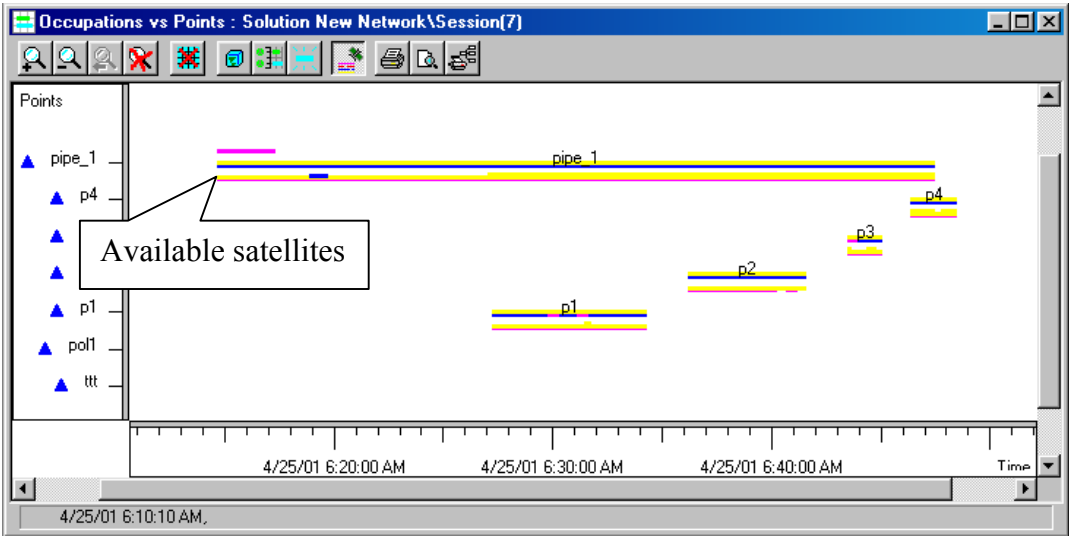 Occupations vs Points : Solution New Network\Session(7)
Points
pipe_1
pipe_1
p4
p4
Available satellites
p3
p2
p1
p1
pol1
ttt
4/25/01 6:20:00 AM 4/25/01 6:30:00 AM 4/25/01 6:40:00 AM Time
4/25/01 6:10:10 AM,